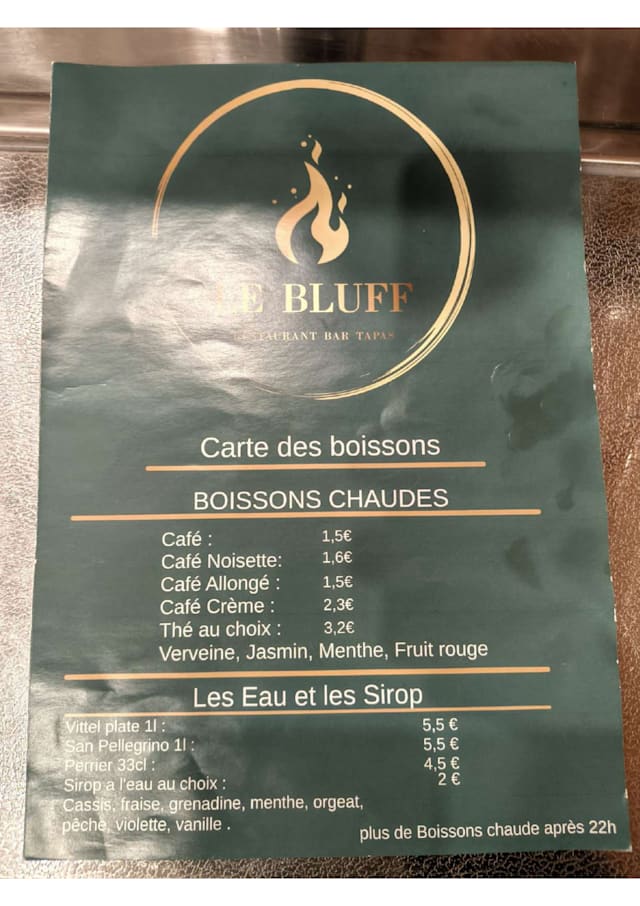 LE BLUFF
RESTAURANT BAR TAPAS
Carte des boissons
BOISSONS CHAUDES
Café : 1,5€
Café Noisette: 1,6€
Café Allongé : 1,5€
Café Crème : 2,3€
Thé au choix : 3,2€
Verveine, Jasmin, Menthe, Fruit rouge
Les Eau et les Sirop
Vittel plate 1l : 5,5 €
San Pellegrino 1l : 5,5 €
Perrier 33cl : 4,5 €
Sirop a l'eau au choix : 2 €
Cassis, fraise, grenadine, menthe, orgeat,
pêche, violette, vanille .
plus de Boissons chaude après 22h